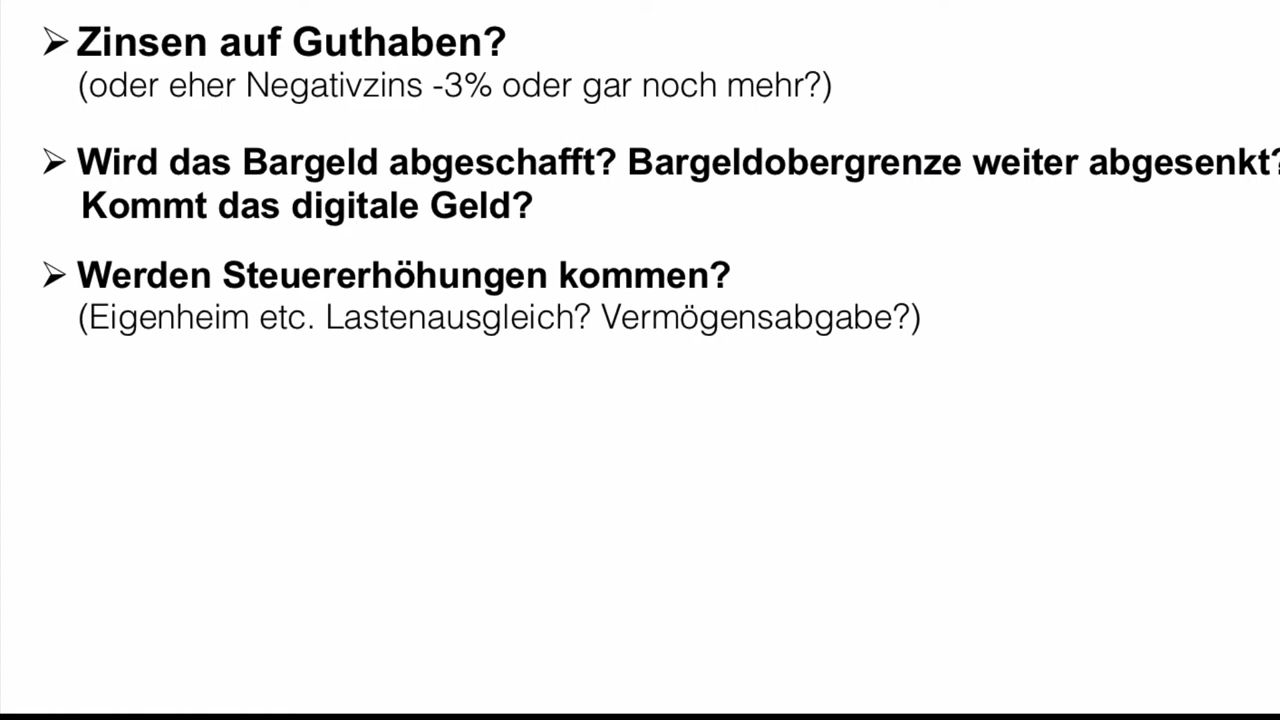 ➢ Zinsen auf Guthaben?
(oder eher Negativzins -3% oder gar noch mehr?)
➢ Wird das Bargeld abgeschafft? Bargeldobergrenze weiter abgesenkt?
Kommt das digitale Geld?
➢ Werden Steuererhöhungen kommen?
(Eigenheim etc. Lastenausgleich? Vermögensabgabe?)